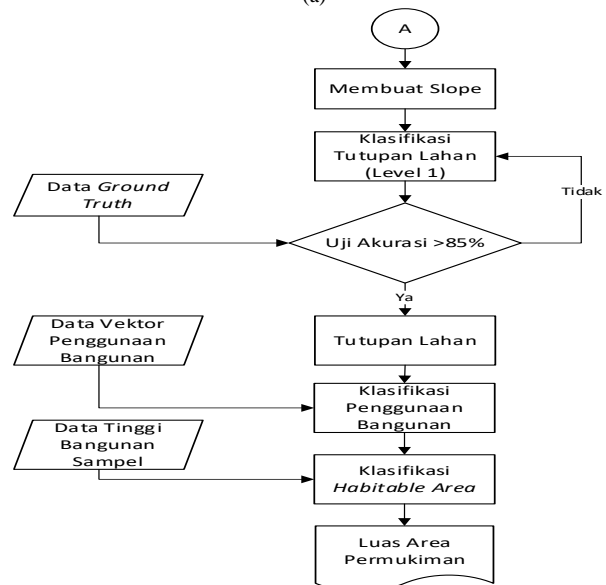 (a)
A
Membuat Slope
Klasifikasi
Tutupan Lahan
(Level 1)
Data Ground
Truth
Tidak
Uji Akurasi >85%
Ya
Data Vektor
Penggunaan
Bangunan
Tutupan Lahan
Klasifikasi
Penggunaan
Bangunan
Data Tinggi
Bangunan
Sampel
Klasifikasi
Habitable Area
Luas Area
Permukiman